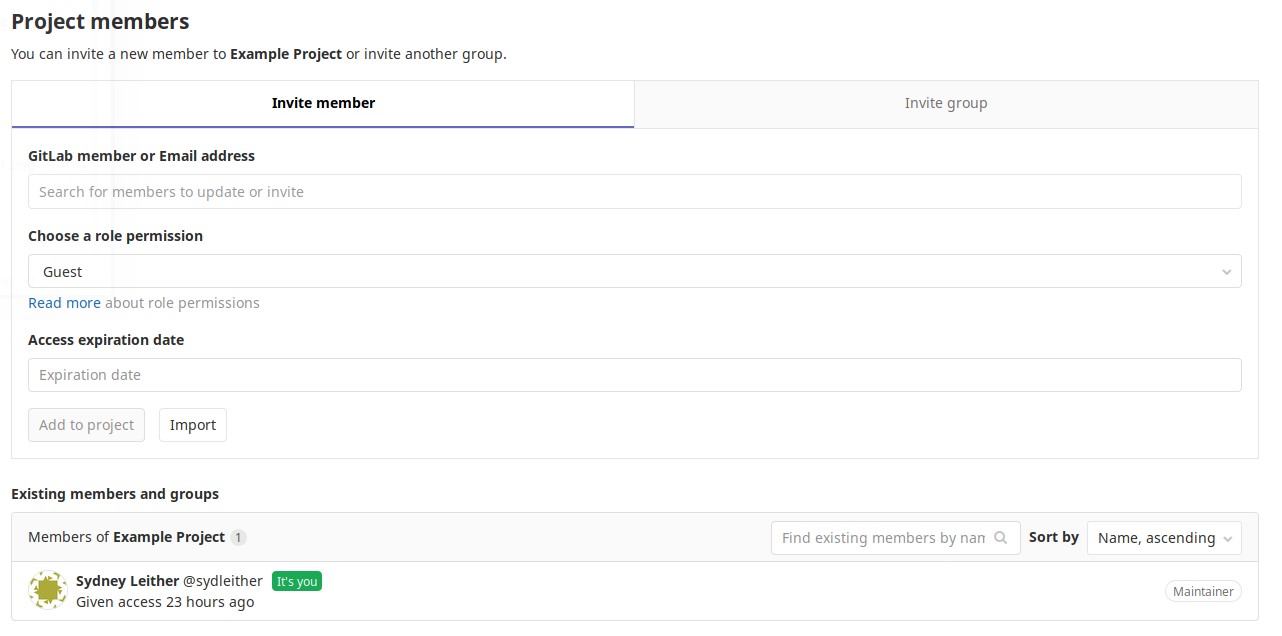 Project members
You can invite a new member to Example Project or invite another group.
Invite member
Invite group
GitLab member or Email address
Search for members to update or invite
Choose a role permission
Guest
Read more about role permissions
Access expiration date
Expiration date
Add to project
Import
Existing members and groups
Members of Example Project 1
Find existing members by nam
Sort by
Name, ascending
Sydney Leither @sydleither It's you
Given access 23 hours ago
Maintainer